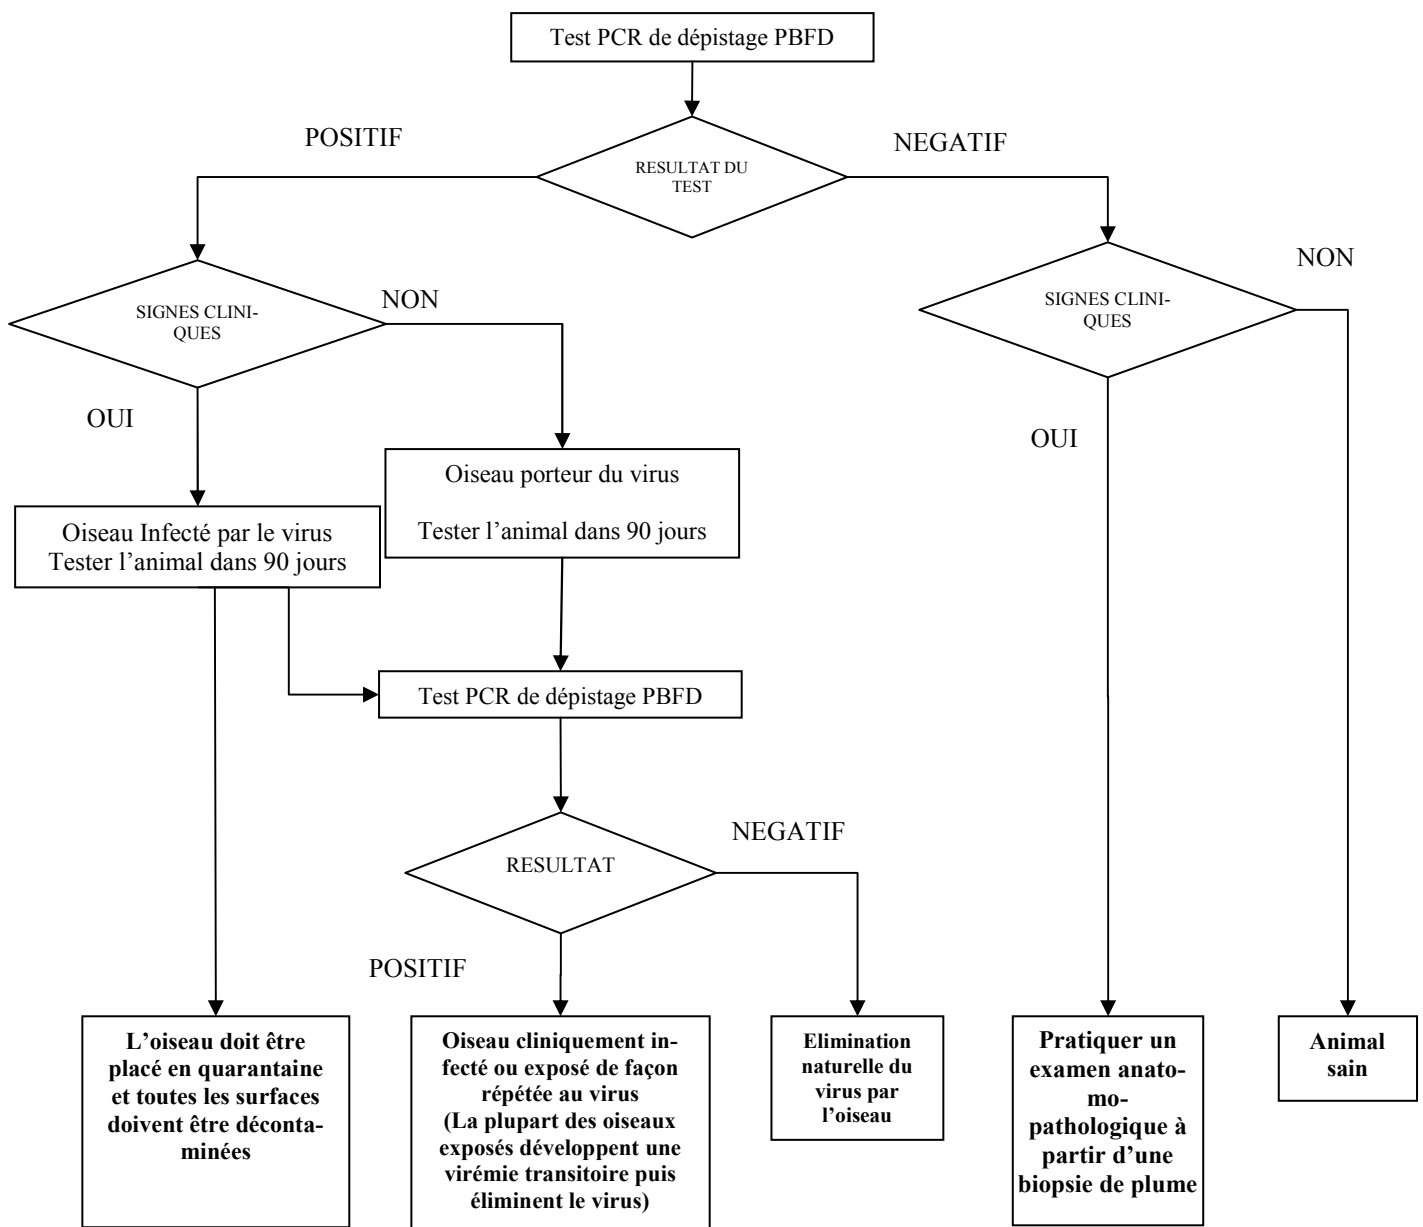 Test PCR de dépistage PBFD
POSITIF
NEGATIF
RESULTAT DU
TEST
NON
SIGNES CLINI-
QUES
NON
SIGNES CLINI-
QUES
OUI
OUI
Oiseau porteur du virus
Tester l’animal dans 90 jours
Oiseau Infecté par le virus
Tester l’animal dans 90 jours
Test PCR de dépistage PBFD
NEGATIF
RESULTAT
POSITIF
L’oiseau doit être
placé en quarantaine
et toutes les surfaces
doivent être déconta-
minées
Oiseau cliniquement in-
fecté ou exposé de façon
répétée au virus
(La plupart des oiseaux
exposés développent une
virémie transitoire puis
éliminent le virus)
Elimination
naturelle du
virus par
l’oiseau
Pratiquer un
examen anato-
mo-
pathologique à
partir d’une
biopsie de plume
Animal
sain